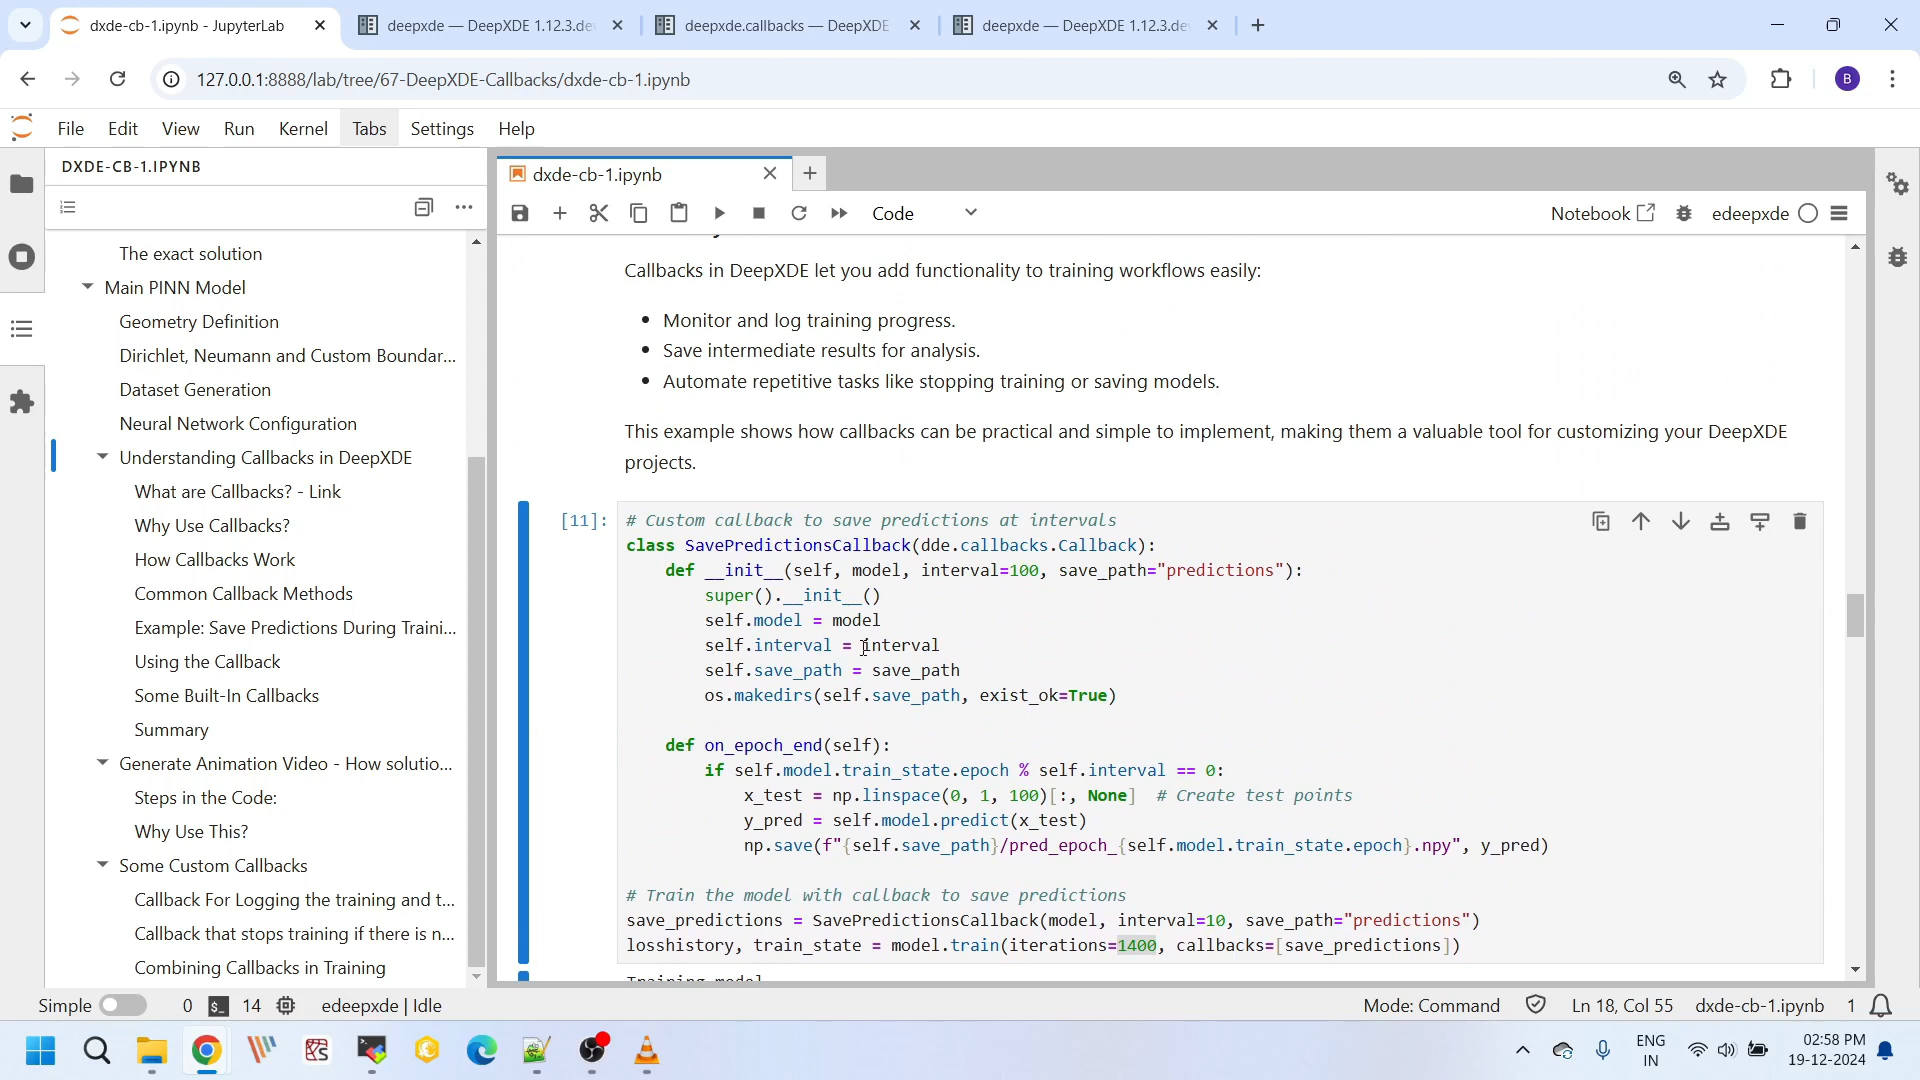 dxde-cb-1.ipynb - JupyterLab
deepxde — DeepXDE 1.12.3.de
deepxde.callbacks — DeepXDE
deepxde — DeepXDE 1.12.3.de
127.0.0.1:8888/lab/tree/67-DeepXDE-Callbacks/dxde-cb-1.ipynb
B
File Edit View Run Kernel Tabs Settings Help
DXDE-CB-1.IPYNB
The exact solution
Main PINN Model
Geometry Definition
Dirichlet, Neumann and Custom Boundar...
Dataset Generation
Neural Network Configuration
Understanding Callbacks in DeepXDE
What are Callbacks? - Link
Why Use Callbacks?
How Callbacks Work
Common Callback Methods
Example: Save Predictions During Traini...
Using the Callback
Some Built-In Callbacks
Summary
Generate Animation Video - How solutio...
Steps in the Code:
Why Use This?
Some Custom Callbacks
Callback For Logging the training and t...
Callback that stops training if there is n...
Combining Callbacks in Training
dxde-cb-1.ipynb
Code
Notebook
edeepxde
Callbacks in DeepXDE let you add functionality to training workflows easily:
• Monitor and log training progress.
• Save intermediate results for analysis.
• Automate repetitive tasks like stopping training or saving models.
This example shows how callbacks can be practical and simple to implement, making them a valuable tool for customizing your DeepXDE
projects.
[11]:
# Custom callback to save predictions at intervals
class SavePredictionsCallback(dde.callbacks.Callback):
    def __init__(self, model, interval=100, save_path="predictions"):
        super().__init__()
        self.model = model
        self.interval = interval
        self.save_path = save_path
        os.makedirs(self.save_path, exist_ok=True)
    def on_epoch_end(self):
        if self.model.train_state.epoch % self.interval == 0:
            x_test = np.linspace(0, 1, 100)[:, None]  # Create test points
            y_pred = self.model.predict(x_test)
            np.save(f"{self.save_path}/pred_epoch_{self.model.train_state.epoch}.npy", y_pred)
# Train the model with callback to save predictions
save_predictions = SavePredictionsCallback(model, interval=10, save_path="predictions")
losshistory, train_state = model.train(iterations=1400, callbacks=[save_predictions])
Training model
Simple 0 14 edeepxde | Idle
Mode: Command Ln 18, Col 55 dxde-cb-1.ipynb 1
ENG
IN
02:58 PM
19-12-2024